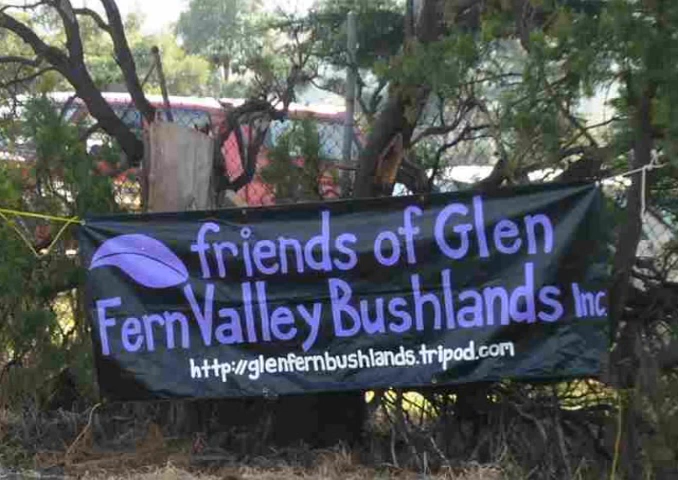 friends of Glen
Fern Valley Bushlands Inc.
http://glenfernbushlands.tripod.com